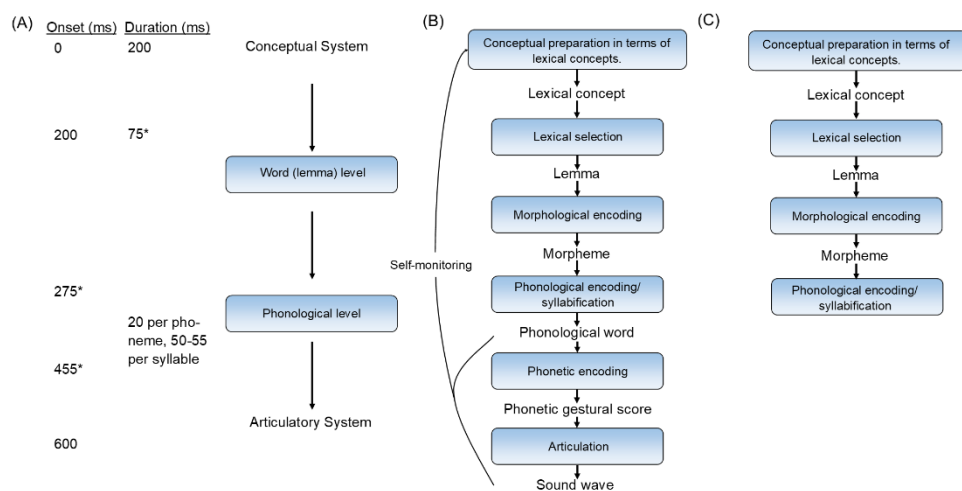 (A)
Onset (ms) Duration (ms)
0 200
Conceptual System
200 75*
Word (lemma) level
275*
Phonological level
20 per pho-
neme, 50-55
per syllable
455*
Articulatory System
600
(B)
Conceptual preparation in terms of
lexical concepts.
Lexical concept
Lexical selection
Lemma
Morphological encoding
Morpheme
Self-monitoring
Phonological encoding/
syllabification
Phonological word
Phonetic encoding
Phonetic gestural score
Articulation
Sound wave
(C)
Conceptual preparation in terms of
lexical concepts.
Lexical concept
Lexical selection
Lemma
Morphological encoding
Morpheme
Phonological encoding/
syllabification